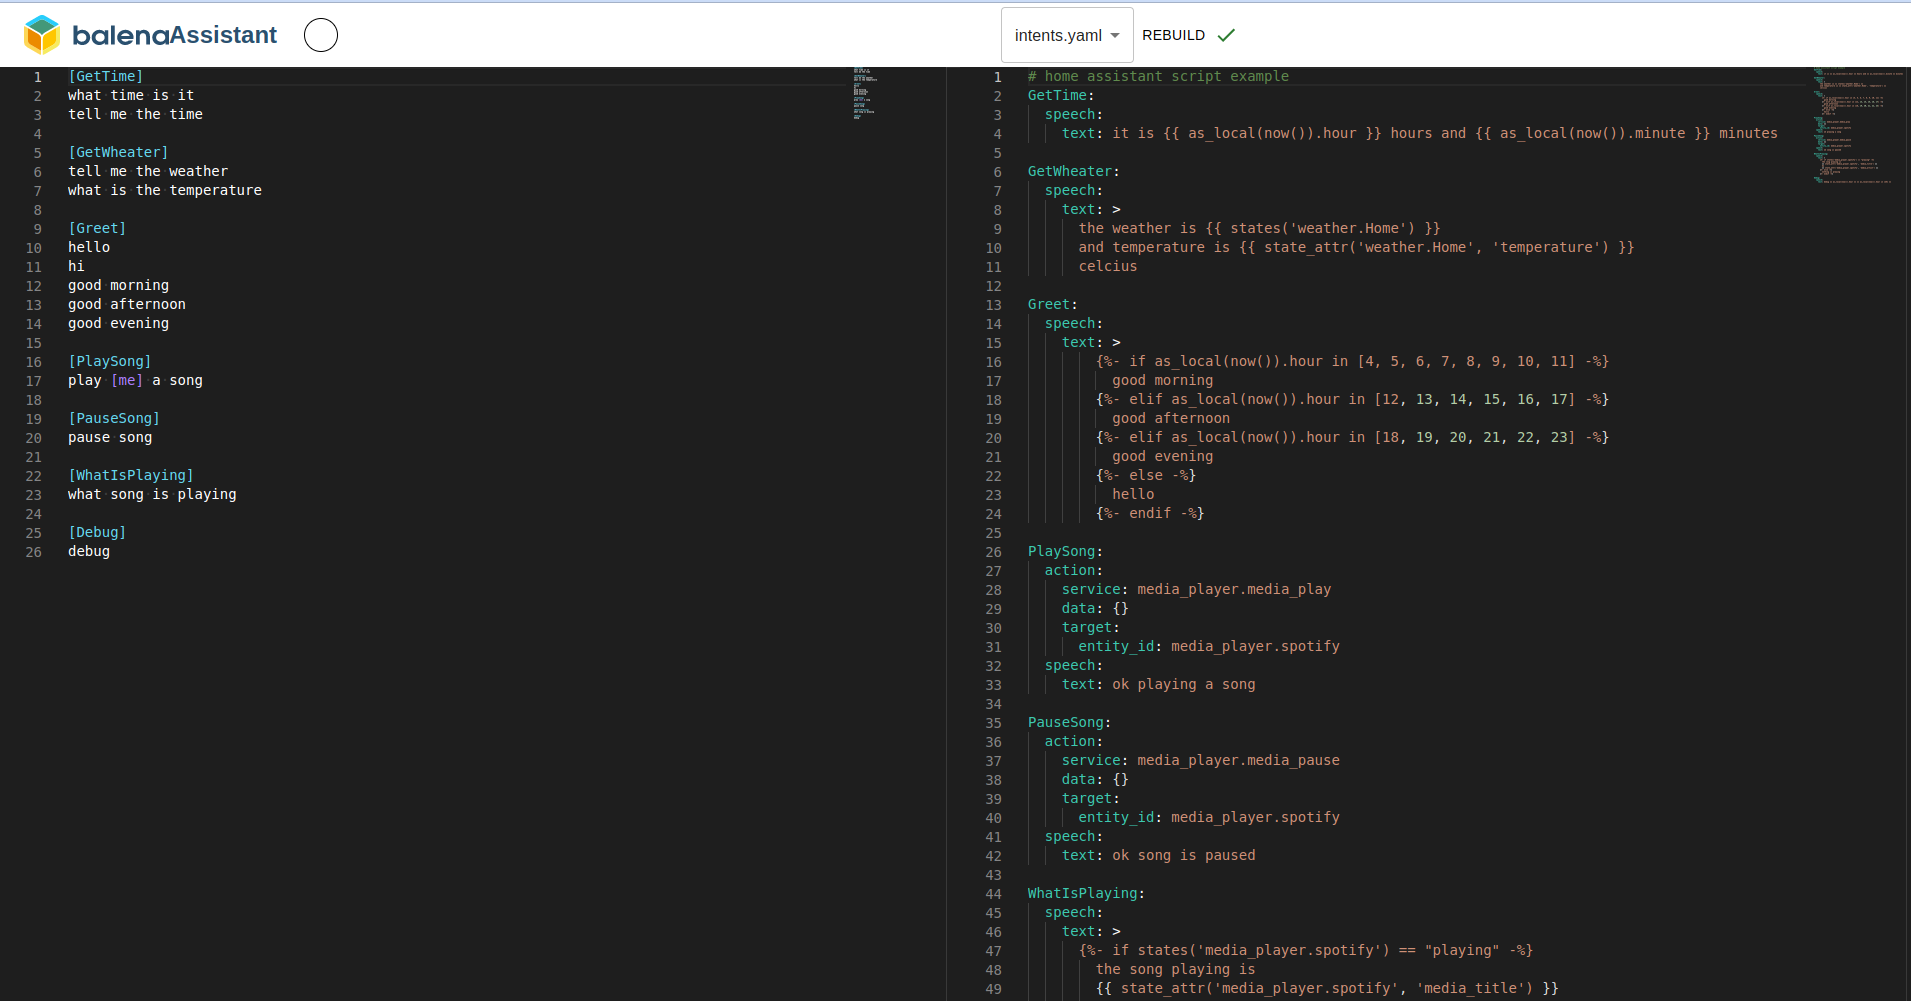 balenaAssistant
intents.yaml
REBUILD
1 [GetTime]
2 what time is it
3 tell me the time
4
5 [GetWheater]
6 tell me the weather
7 what is the temperature
8
9 [Greet]
10 hello
11 hi
12 good morning
13 good afternoon
14 good evening
15
16 [PlaySong]
17 play [me] a song
18
19 [PauseSong]
20 pause song
21
22 [WhatIsPlaying]
23 what song is playing
24
25 [Debug]
26 debug
1 # home assistant script example
2 GetTime:
3 speech:
4 text: it is {{ as_local(now()).hour }} hours and {{ as_local(now()).minute }} minutes
5
6 GetWheater:
7 speech:
8 text: >
9 the weather is {{ states('weather.Home') }}
10 and temperature is {{ state_attr('weather.Home', 'temperature') }}
11 celcius
12
13 Greet:
14 speech:
15 text: >
16 {%- if as_local(now()).hour in [4, 5, 6, 7, 8, 9, 10, 11] -%}
17 good morning
18 {%- elif as_local(now()).hour in [12, 13, 14, 15, 16, 17] -%}
19 good afternoon
20 {%- elif as_local(now()).hour in [18, 19, 20, 21, 22, 23] -%}
21 good evening
22 {%- else -%}
23 hello
24 {%- endif -%}
25
26 PlaySong:
27 action:
28 service: media_player.media_play
29 data: {}
30 target:
31 entity_id: media_player.spotify
32 speech:
33 text: ok playing a song
34
35 PauseSong:
36 action:
37 service: media_player.media_pause
38 data: {}
39 target:
40 entity_id: media_player.spotify
41 speech:
42 text: ok song is paused
43
44 WhatIsPlaying:
45 speech:
46 text: >
47 {%- if states('media_player.spotify') == "playing" -%}
48 the song playing is
49 {{ state_attr('media_player.spotify', 'media_title') }}